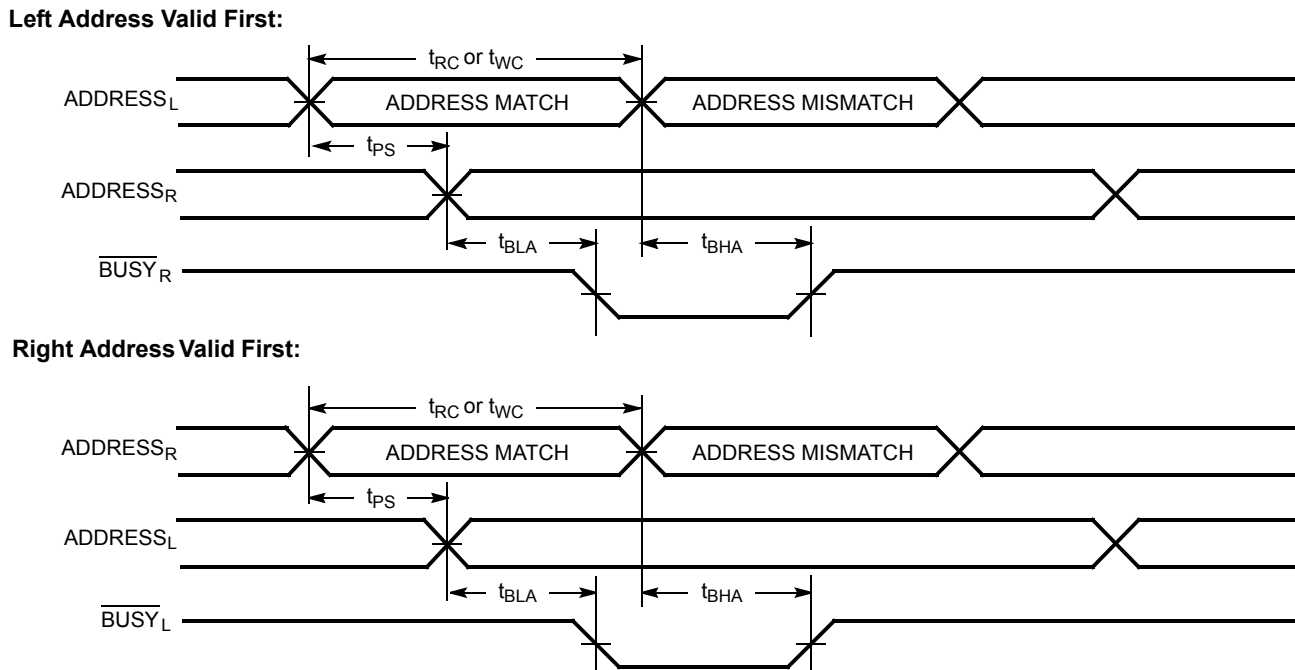 Left Address Valid First:
tRC or tWC
ADDRESSL
ADDRESS MATCH
ADDRESS MISMATCH
tPS
ADDRESSR
tBLA
tBHA
BUSYR
Right Address Valid First:
tRC or tWC
ADDRESSR
ADDRESS MATCH
ADDRESS MISMATCH
tPS
ADDRESSL
tBLA
tBHA
BUSYL